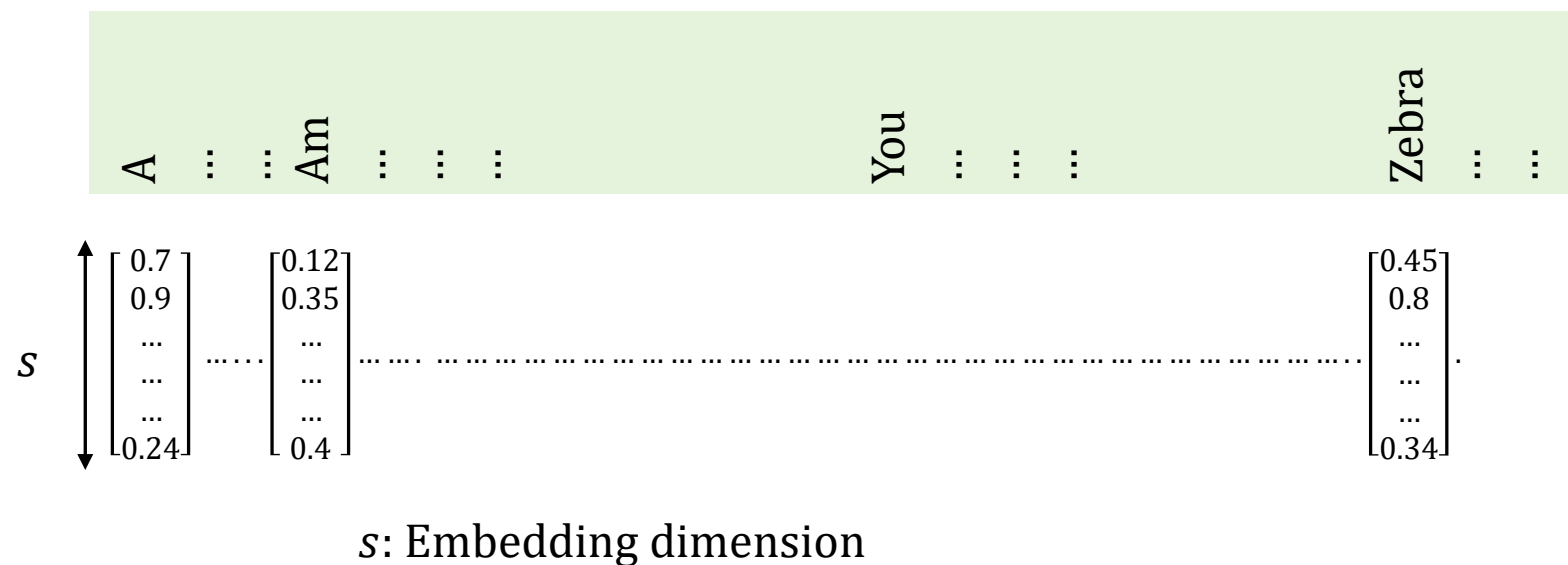 A ... ... Am ... ... ... You ... ... ... Zebra ... ...
0.7 0.12 0.45
0.9 0.35 0.8
... ... ...
s ... . . . ... ... . ... ... ... ... ... ... ... ... ... ... ... ... ... ... ... ... ... ... ... ... ... ... ... ... ... ... ... ... ... ... ... . . .
... ... ...
... ... ...
0.24 0.4 0.34
s: Embedding dimension